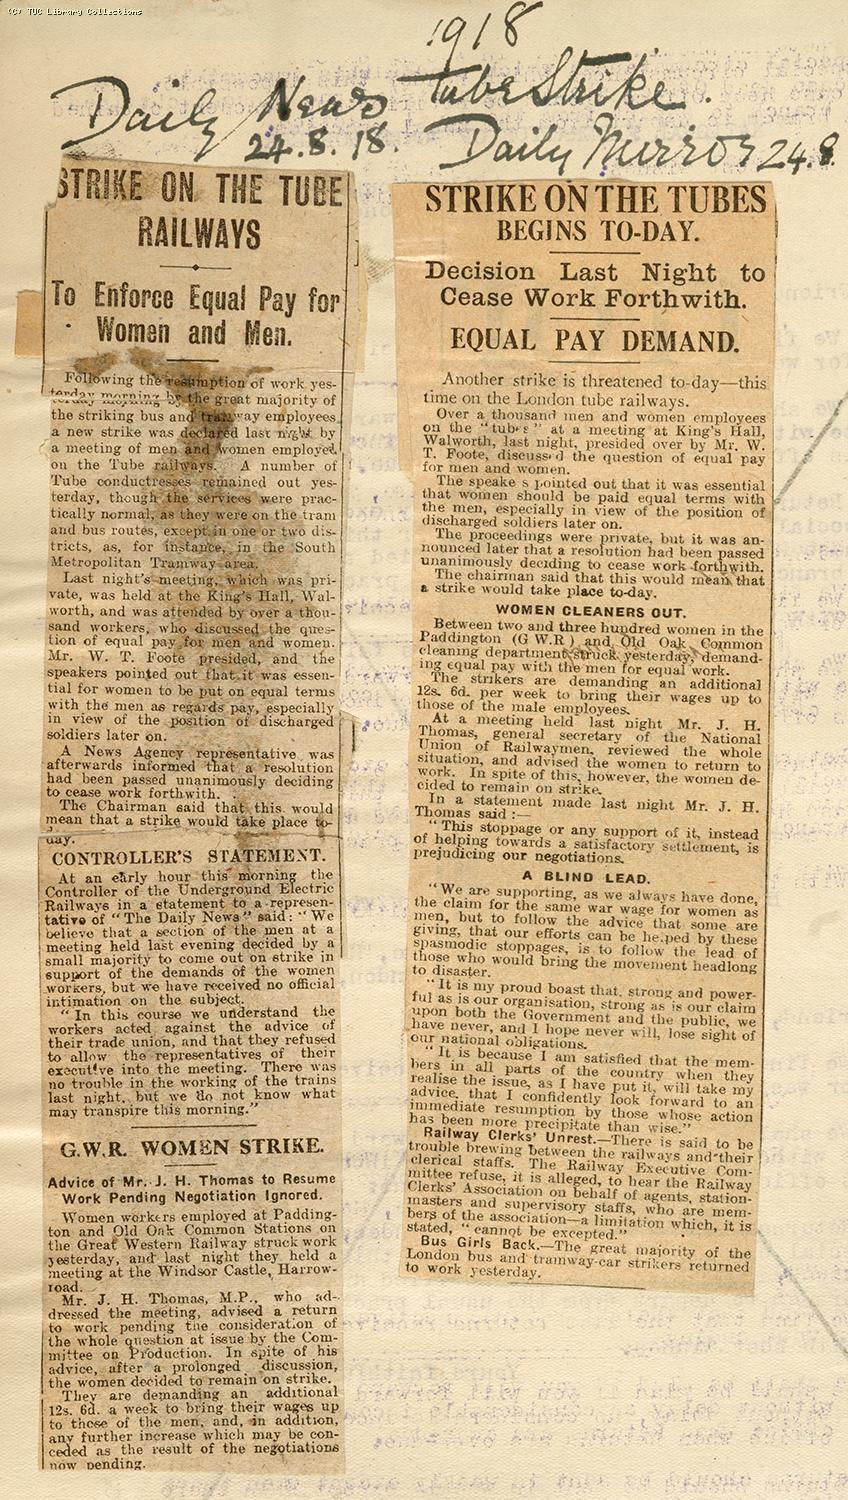 (C) TUC Library Collections
1918
Tube Strike.
Daily News
24.8.18.
Daily Mirror 24.8.
STRIKE ON THE TUBE
RAILWAYS
To Enforce Equal Pay for
Women and Men.
Following the resumption of work yes-
terday morning by the great majority of
the striking bus and tramway employees
a new strike was declared last night by
a meeting of men and women employed
on the Tube railways. A number of
Tube conductresses remained out yes-
terday, though the services were prac-
tically normal, as they were on the tram
and bus routes, except in one or two dis-
tricts, as, for instance, in the South
Metropolitan Tramway area.
Last night's meeting, which was pri-
vate, was held at the King's Hall, Wal-
worth, and was attended by over a thou-
sand workers, who discussed the ques-
tion of equal pay for men and women.
Mr. W. T. Foote presided, and the
speakers pointed out that it was essen-
tial for women to be put on equal terms
with the men as regards pay, especially
in view of the position of discharged
soldiers later on.
A News Agency representative was
afterwards informed that a resolution
had been passed unanimously deciding
to cease work forthwith.
The Chairman said that this would
mean that a strike would take place to-
day.
CONTROLLER'S STATEMENT.
At an early hour this morning the
Controller of the Underground Electric
Railways in a statement to a represen-
tative of "The Daily News" said: "We
believe that a section of the men at a
meeting held last evening decided by a
small majority to come out on strike in
support of the demands of the women
workers, but we have received no official
intimation on the subject.
"In this course we understand the
workers acted against the advice of
their trade union, and that they refused
to allow the representatives of their
executive into the meeting. There was
no trouble in the working of the trains
last night, but we do not know what
may transpire this morning."
G.W.R. WOMEN STRIKE.
Advice of Mr. J. H. Thomas to Resume
Work Pending Negotiation Ignored.
Women workers employed at Padding-
ton and Old Oak Common Stations on
the Great Western Railway struck work
yesterday, and last night they held a
meeting at the Windsor Castle, Harrow-
road.
Mr. J. H. Thomas, M.P., who ad-
dressed the meeting, advised a return
to work pending the consideration of
the whole question at issue by the Com-
mittee on Production. In spite of his
advice, after a prolonged discussion,
the women decided to remain on strike.
They are demanding an additional
12s. 6d. a week to bring their wages up
to those of the men, and, in addition,
any further increase which may be con-
ceded as the result of the negotiations
now pending.
STRIKE ON THE TUBES
BEGINS TO-DAY.
Decision Last Night to
Cease Work Forthwith.
EQUAL PAY DEMAND.
Another strike is threatened to-day—this
time on the London tube railways.
Over a thousand men and women employees
on the "tubes" at a meeting at King's Hall,
Walworth, last night, presided over by Mr. W.
T. Foote, discussed the question of equal pay
for men and women.
The speakers pointed out that it was essential
that women should be paid equal terms with
the men, especially in view of the position of
discharged soldiers later on.
The proceedings were private, but it was an-
nounced later that a resolution had been passed
unanimously deciding to cease work forthwith.
The chairman said that this would mean that
a strike would take place to-day.
WOMEN CLEANERS OUT.
Between two and three hundred women in the
Paddington (G W.R) and Old Oak Common
cleaning department struck yesterday, demand-
ing equal pay with the men for equal work.
The strikers are demanding an additional
12s. 6d. per week to bring their wages up to
those of the male employees.
At a meeting held last night Mr. J. H.
Thomas, general secretary of the National
Union of Railwaymen, reviewed the whole
situation, and advised the women to return to
work. In spite of this, however, the women de-
cided to remain on strike.
In a statement made last night Mr. J. H.
Thomas said:—
"This stoppage or any support of it, instead
of helping towards a satisfactory settlement, is
prejudicing our negotiations.
A BLIND LEAD.
"We are supporting, as we always have done,
the claim for the same war wage for women as
men, but to follow the advice that some are
giving, that our efforts can be helped by these
spasmodic stoppages, is to follow the lead of
those who would bring the movement headlong
to disaster.
"It is my proud boast that, strong and power-
ful as is our organisation, strong as is our claim
upon both the Government and the public, we
have never, and I hope never will, lose sight of
our national obligations.
"It is because I am satisfied that the mem-
bers in all parts of the country when they
realise the issue, as I have put it, will take my
advice, that I confidently look forward to an
immediate resumption by those whose action
has been more precipitate than wise."
Railway Clerks' Unrest.—There is said to be
trouble brewing between the railways and their
clerical staffs. The Railway Executive Com-
mittee refuse, it is alleged, to hear the Railway
Clerks' Association on behalf of agents, station-
masters and supervisory staffs, who are mem-
bers of the association—a limitation which, it is
stated, "cannot be excepted."
Bus Girls Back.—The great majority of the
London bus and tramway-car strikers returned
to work yesterday.